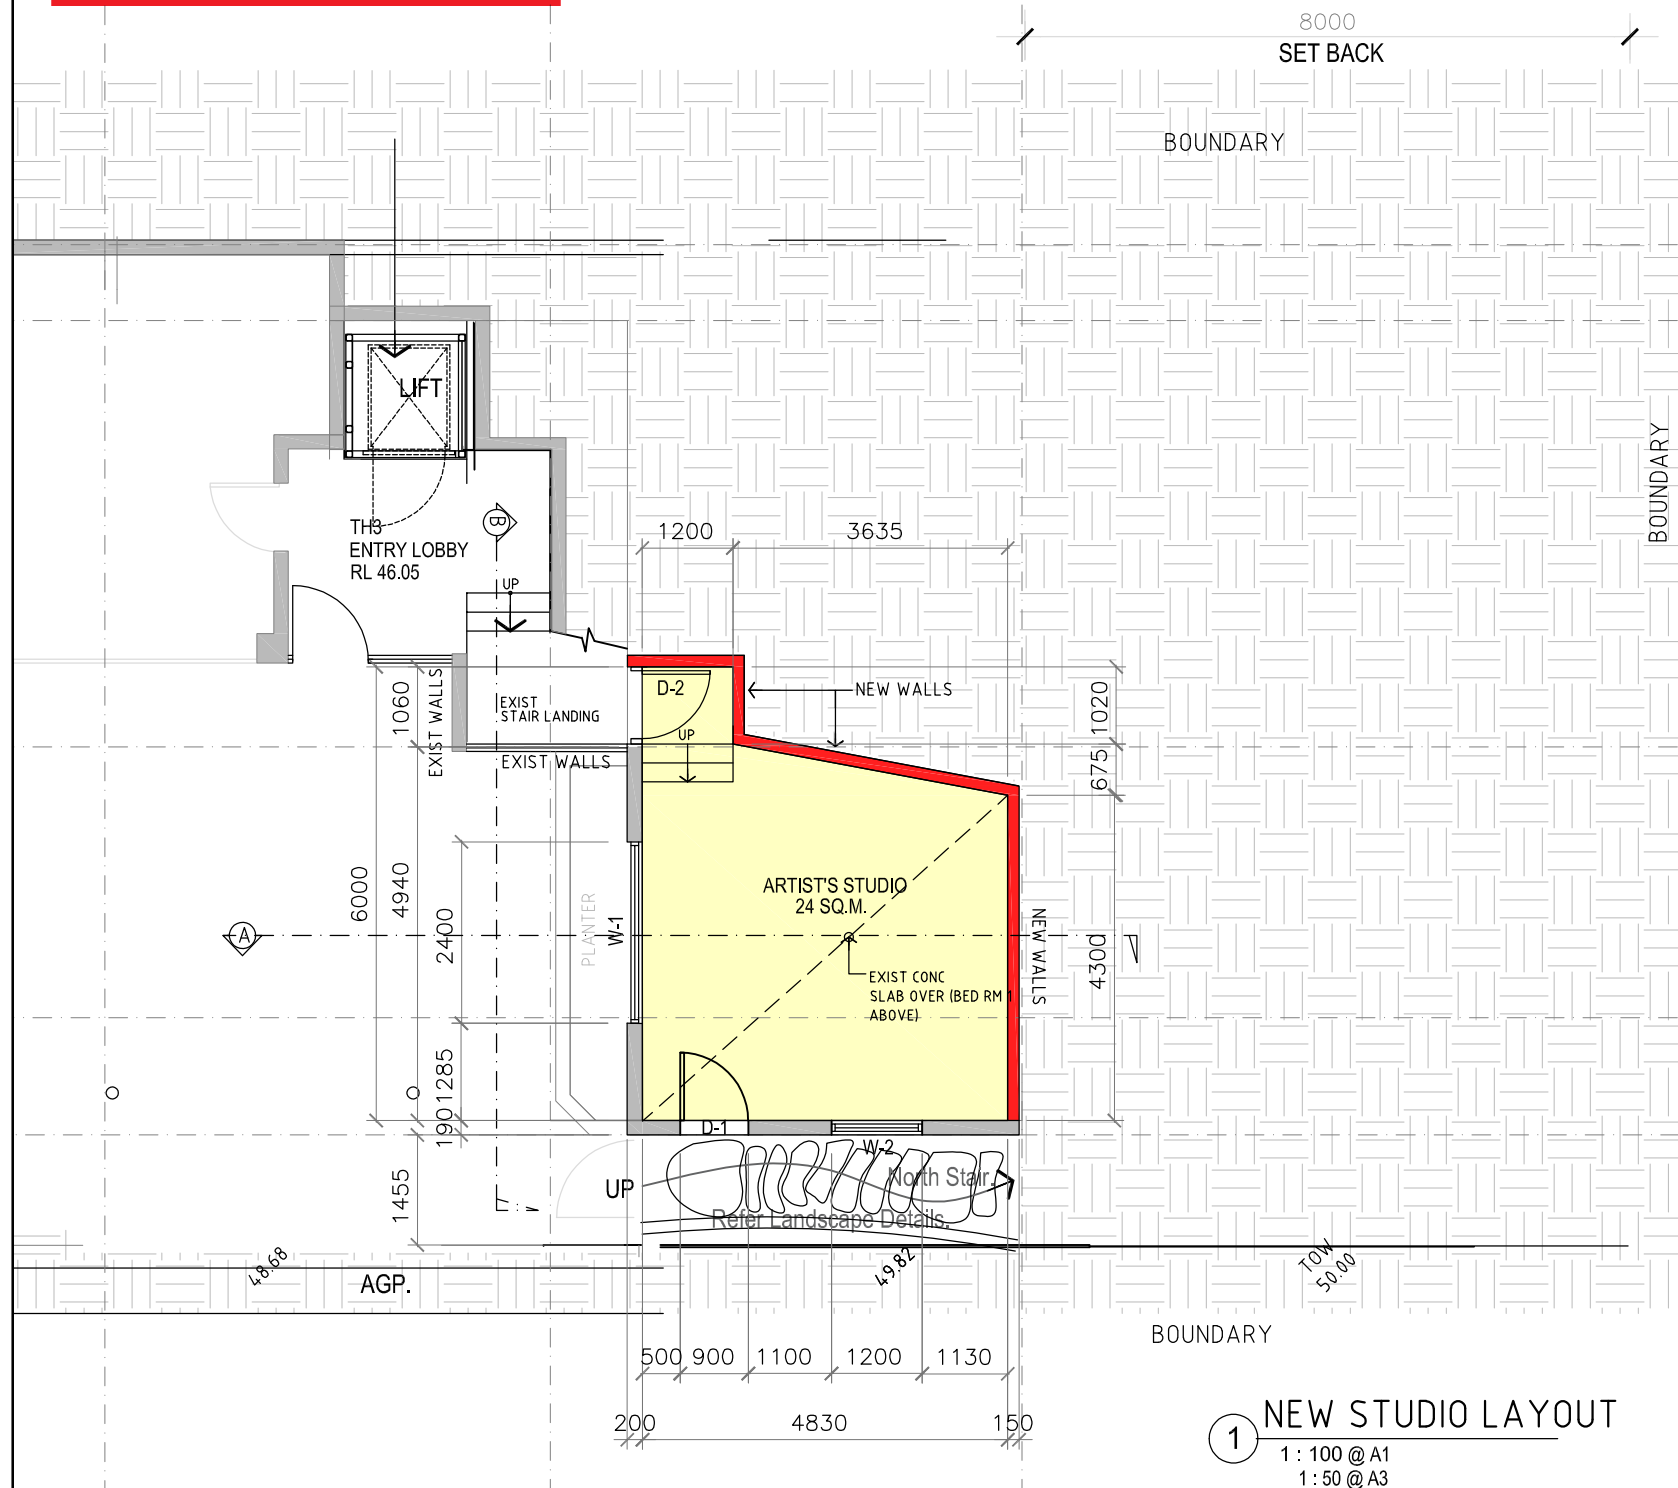 8000
SET BACK
BOUNDARY
BOUNDARY
LIFT
B
TH3
ENTRY LOBBY
RL 46.05
UP
1200
3635
D-2
NEW WALLS
EXIST
STAIR LANDING
UP
EXIST WALLS
EXIST WALLS
1060
1020
675
6000
4940
2400
1285
190
1455
4300
PLANTER
W-1
ARTIST'S STUDIO
24 SQ.M.
A
NEW WALLS
EXIST CONC
SLAB OVER (BED RM 1
ABOVE)
D-1
W-2
North Stair.
UP
Refer Landscape Details.
48.68
AGP.
49.82
TOW
50.00
BOUNDARY
500 900 1100 1200 1130
200 4830 150
1 NEW STUDIO LAYOUT
1 : 100 @ A1
1 : 50 @ A3